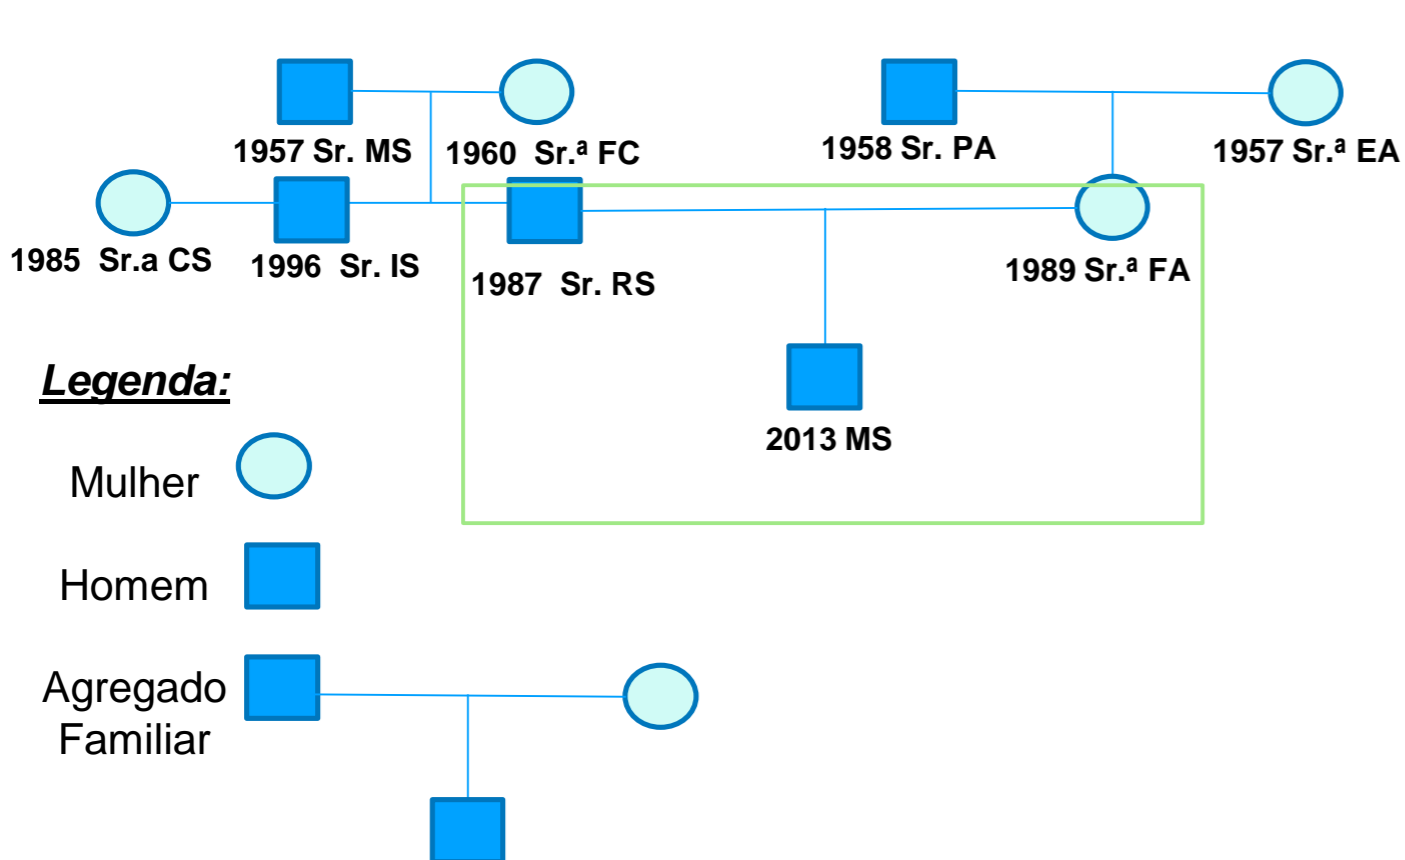 1957 Sr. MS
1960 Sr.ª FC
1958 Sr. PA
1957 Sr.ª EA
1985 Sr.a CS
1996 Sr. IS
1987 Sr. RS
1989 Sr.ª FA
2013 MS
Legenda:
Mulher
Homem
Agregado
Familiar